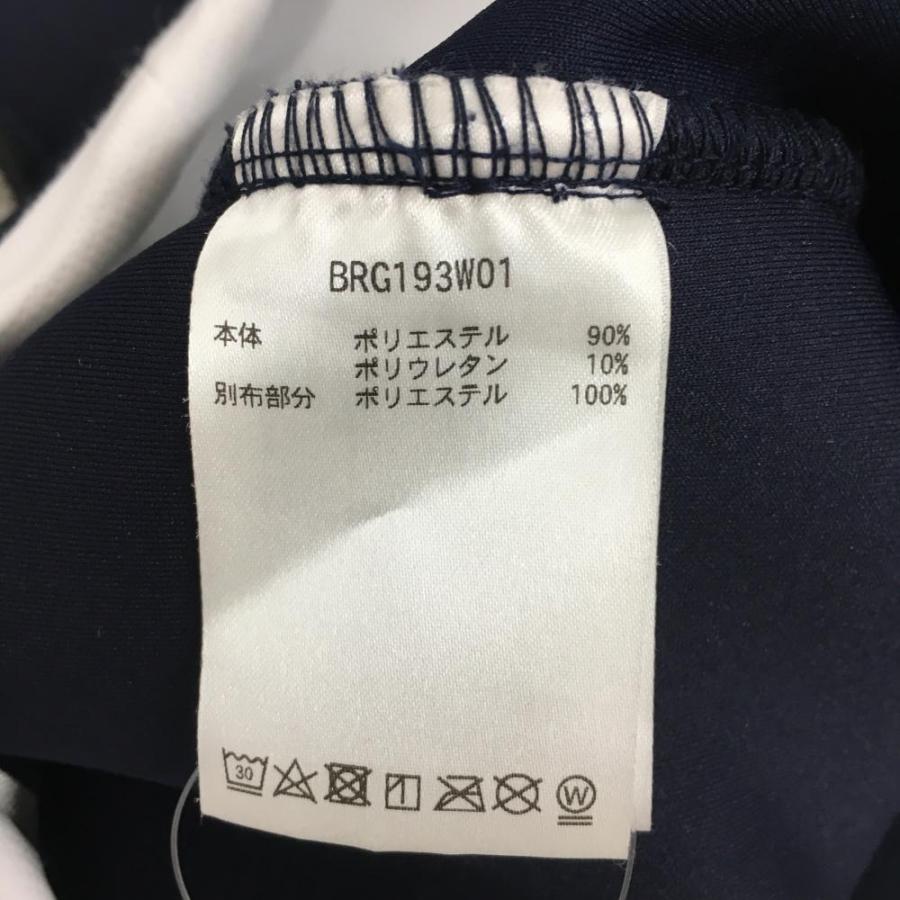 BRG193W01
本体 ポリエステル 90%
ポリウレタン 10%
別布部分 ポリエステル 100%
30
W